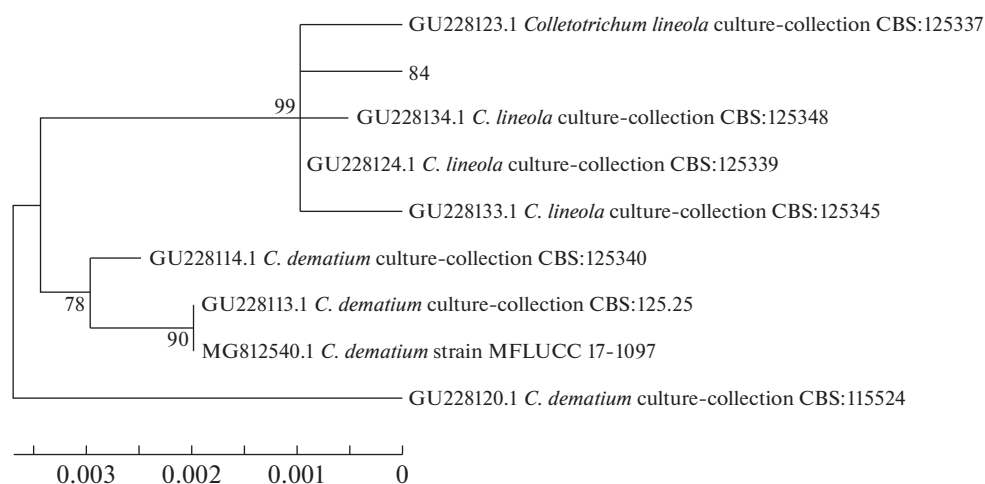 GU228123.1 Colletotrichum lineola culture-collection CBS:125337
84
99
GU228134.1 C. lineola culture-collection CBS:125348
GU228124.1 C. lineola culture-collection CBS:125339
GU228133.1 C. lineola culture-collection CBS:125345
GU228114.1 C. dematium culture-collection CBS:125340
78
GU228113.1 C. dematium culture-collection CBS:125.25
90
MG812540.1 C. dematium strain MFLUCC 17-1097
GU228120.1 C. dematium culture-collection CBS:115524
0.003 0.002 0.001 0